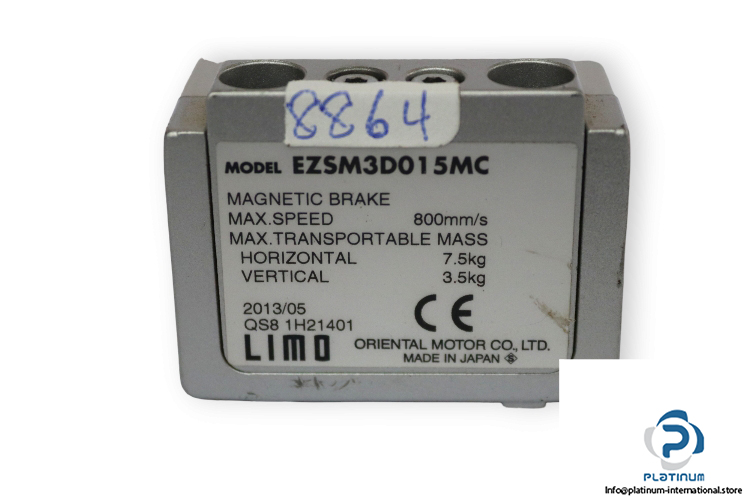 8864
MODEL EZSM3D015MC
MAGNETIC BRAKE
MAX.SPEED 800mm/s
MAX.TRANSPORTABLE MASS
HORIZONTAL 7.5kg
VERTICAL 3.5kg
2013/05
QS8 1H21401
CE
LIMO ORIENTAL MOTOR CO., LTD.
MADE IN JAPAN S
PLATINUM
Info@platinum-international.store